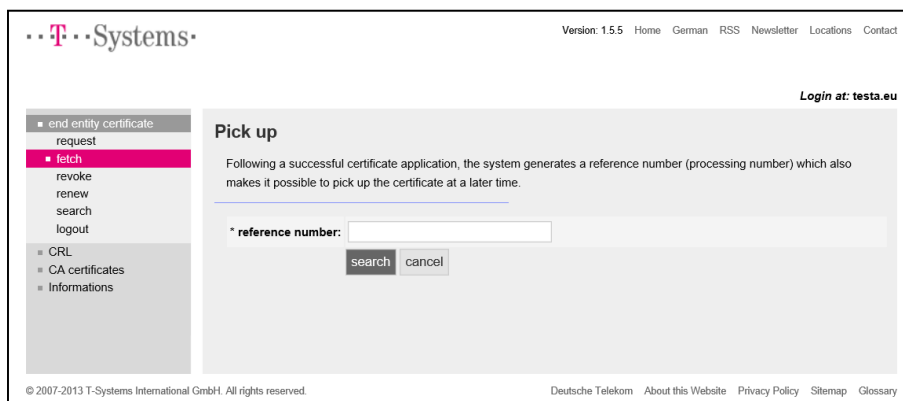 ··T··Systems·
Version: 1.5.5 Home German RSS Newsletter Locations Contact
Login at: testa.eu
end entity certificate
request
fetch
revoke
renew
search
logout
CRL
CA certificates
Informations
Pick up
Following a successful certificate application, the system generates a reference number (processing number) which also
makes it possible to pick up the certificate at a later time.
* reference number:
search cancel
© 2007-2013 T-Systems International GmbH. All rights reserved.
Deutsche Telekom About this Website Privacy Policy Sitemap Glossary